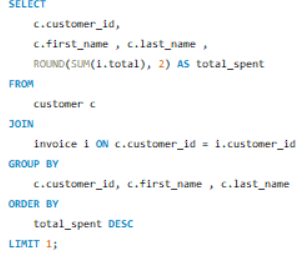 SELECT
c.customer_id,
c.first_name , c.last_name ,
ROUND(SUM(i.total), 2) AS total_spent
FROM
customer c
JOIN
invoice i ON c.customer_id = i.customer_id
GROUP BY
c.customer_id, c.first_name , c.last_name
ORDER BY
total_spent DESC
LIMIT 1;